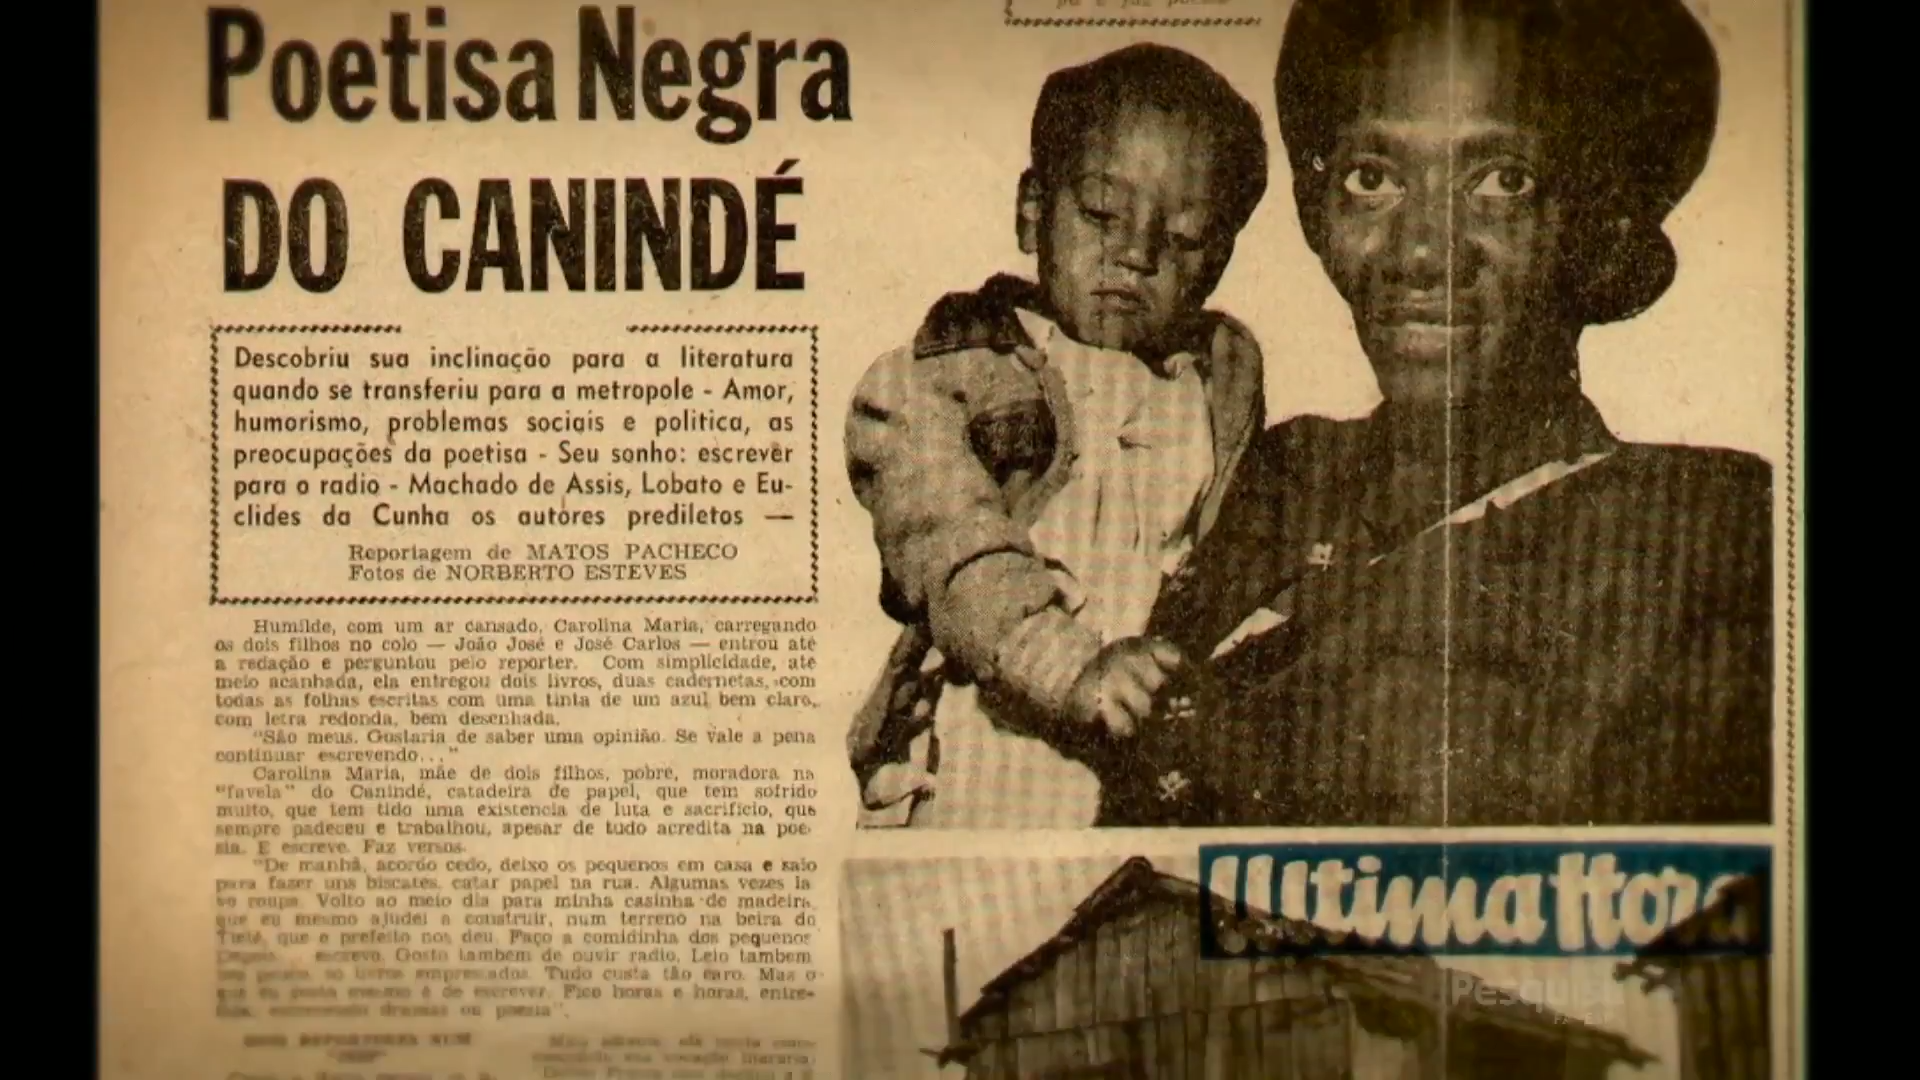 Poetisa Negra
DO CANINDÉ
Descobriu sua inclinação para a literatura
quando se transferiu para a metropole - Amor,
humorismo, problemas sociais e politica, as
preocupações da poetisa - Seu sonho: escrever
para o radio - Machado de Assis, Lobato e Eu-
clides da Cunha os autores prediletos —
Reportagem de MATOS PACHECO
Fotos de NORBERTO ESTEVES
Humilde, com um ar cansado, Carolina Maria, carregando
os dois filhos no colo — João José e José Carlos — entrou até
a redação e perguntou pelo reporter. Com simplicidade, até
meio acanhada, ela entregou dois livros, duas cadernetas, com
todas as folhas escritas com uma tinta de um azul bem claro,
com letra redonda, bem desenhada.
"São meus. Gostaria de saber uma opinião. Se vale a pena
continuar escrevendo..."
Carolina Maria, mãe de dois filhos, pobre, moradora na
"favela" do Canindé, catadeira de papel, que tem sofrido
muito, que tem tido uma existencia de luta e sacrificio, que
sempre padeceu e trabalhou, apesar de tudo acredita na poe-
sia. E escreve. Faz versos.
"De manhã, acordo cedo, deixo os pequenos em casa e saio
para fazer uns biscates, catar papel na rua. Algumas vezes la
vo roupa. Volto ao meio dia para minha casinha de madeira,
que eu mesmo ajudei a construir, num terreno na beira do
Tietê, que o prefeito nos deu. Faço a comidinha dos pequenos
Depois... escrevo. Gosto tambem de ouvir radio. Leio tambem
emprestados. Tudo custa tão caro. Mas o
que eu gosto mesmo é de escrever. Fico horas e horas, entre-
escrevendo dramas ou poesia".
Ultima Hora
Pesquisa